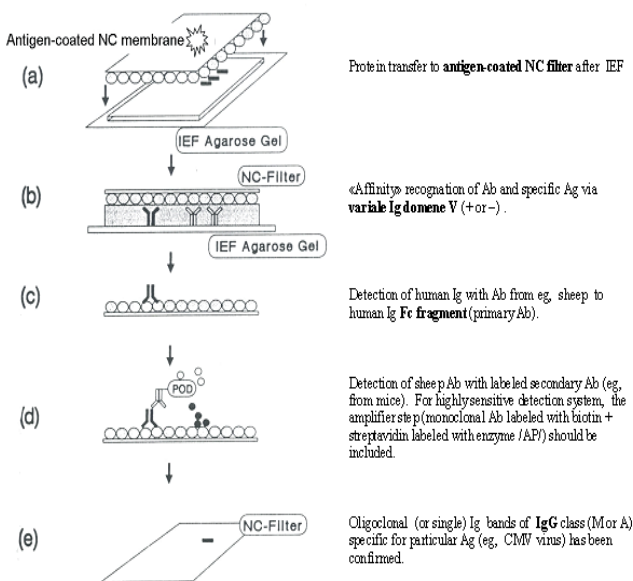 Antigen-coated NC membrane
(a)
Protein transfer to antigen-coated NC filter after IEF
IEF Agarose Gel
NC-Filter
(b)
«Affinity» recognation of Ab and specific Ag via
variale Ig domene V (+or–) .
IEF Agarose Gel
(c)
Detection of human Ig with Ab from eg, sheep to
human Ig Fc fragment (primary Ab).
POD
(d)
Detection of sheep Ab with labeled secondary Ab (eg,
from mice). For highly sensitive detection system, the
amplifier step (monoclonal Ab labeled with biotin +
streptavidin labeled with enzyme /AP/) should be
included.
NC-Filter
(e)
Oligoclonal (or single) Ig bands of IgG class (M or A)
specific for particular Ag (eg, CMV virus) has been
confirmed.